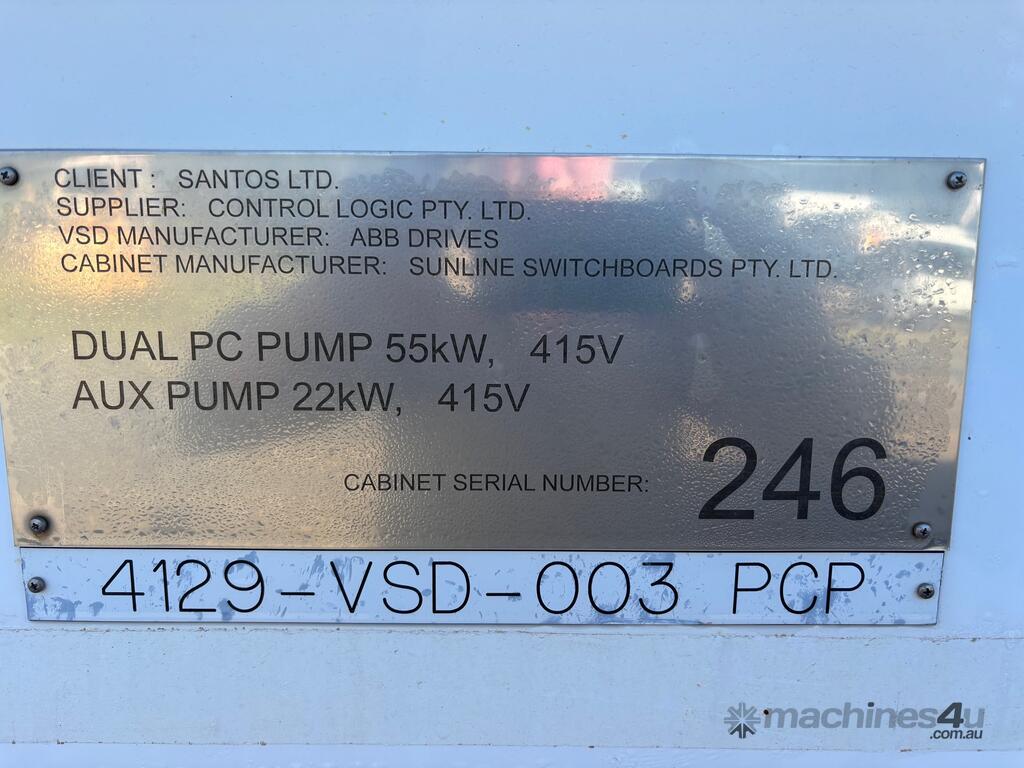 CLIENT : SANTOS LTD.
SUPPLIER: CONTROL LOGIC PTY. LTD.
VSD MANUFACTURER: ABB DRIVES
CABINET MANUFACTURER: SUNLINE SWITCHBOARDS PTY. LTD.
DUAL PC PUMP 55kW, 415V
AUX PUMP 22kW, 415V
CABINET SERIAL NUMBER: 246
4129-VSD-003 PCP
machines4u
.com.au